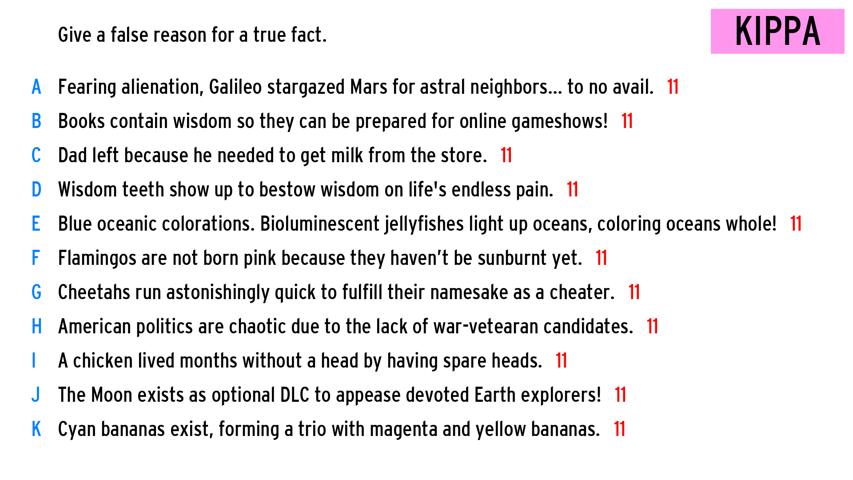 Give a false reason for a true fact.
KIPPA
A Fearing alienation, Galileo stargazed Mars for astral neighbors... to no avail. 11
B Books contain wisdom so they can be prepared for online gameshows! 11
C Dad left because he needed to get milk from the store. 11
D Wisdom teeth show up to bestow wisdom on life's endless pain. 11
E Blue oceanic colorations. Bioluminescent jellyfishes light up oceans, coloring oceans whole! 11
F Flamingos are not born pink because they haven’t be sunburnt yet. 11
G Cheetahs run astonishingly quick to fulfill their namesake as a cheater. 11
H American politics are chaotic due to the lack of war-vetearan candidates. 11
I A chicken lived months without a head by having spare heads. 11
J The Moon exists as optional DLC to appease devoted Earth explorers! 11
K Cyan bananas exist, forming a trio with magenta and yellow bananas. 11